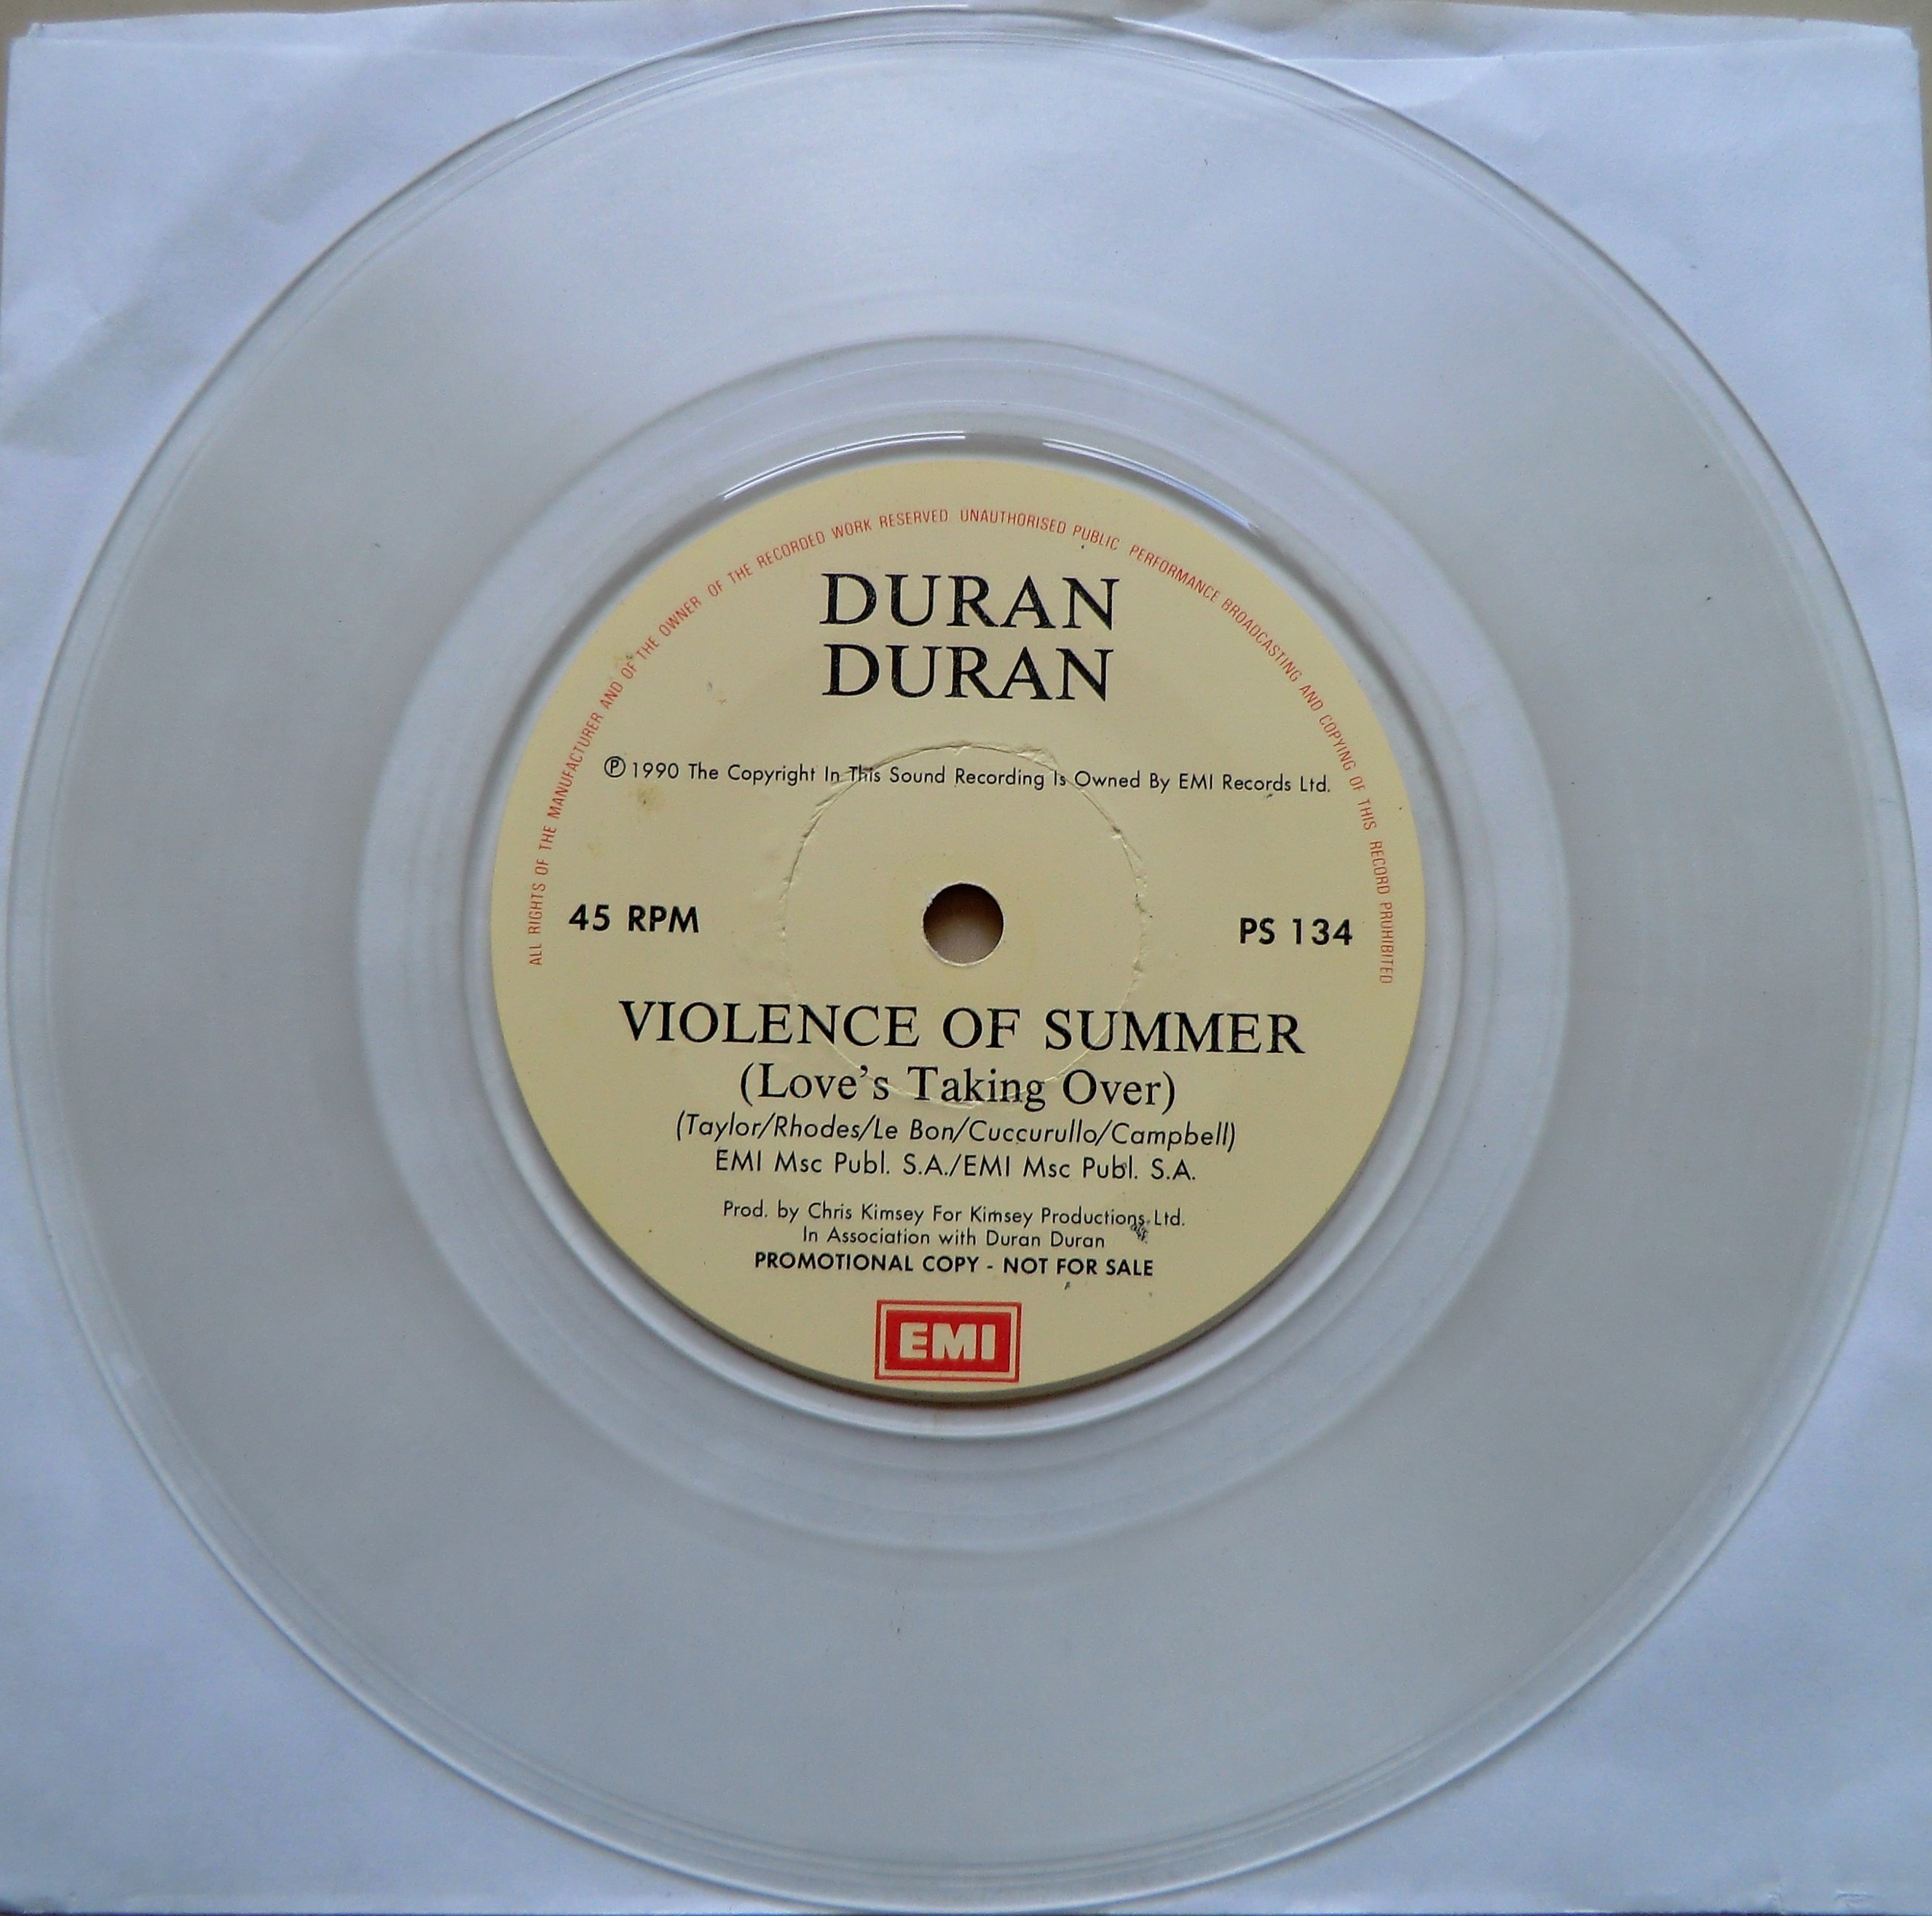 ALL RIGHTS OF THE MANUFACTURER AND OF THE OWNER OF THE RECORDED WORK RESERVED UNAUTHORISED PUBLIC PERFORMANCE BROADCASTING AND COPYING OF THIS RECORD PROHIBITED
DURAN
DURAN
℗ 1990 The Copyright In This Sound Recording Is Owned By EMI Records Ltd.
45 RPM
PS 134
VIOLENCE OF SUMMER
(Love's Taking Over)
(Taylor/Rhodes/Le Bon/Cuccurullo/Campbell)
EMI Msc Publ. S.A./EMI Msc Publ. S.A.
Prod. by Chris Kimsey For Kimsey Productions Ltd.
In Association with Duran Duran
PROMOTIONAL COPY - NOT FOR SALE
EMI